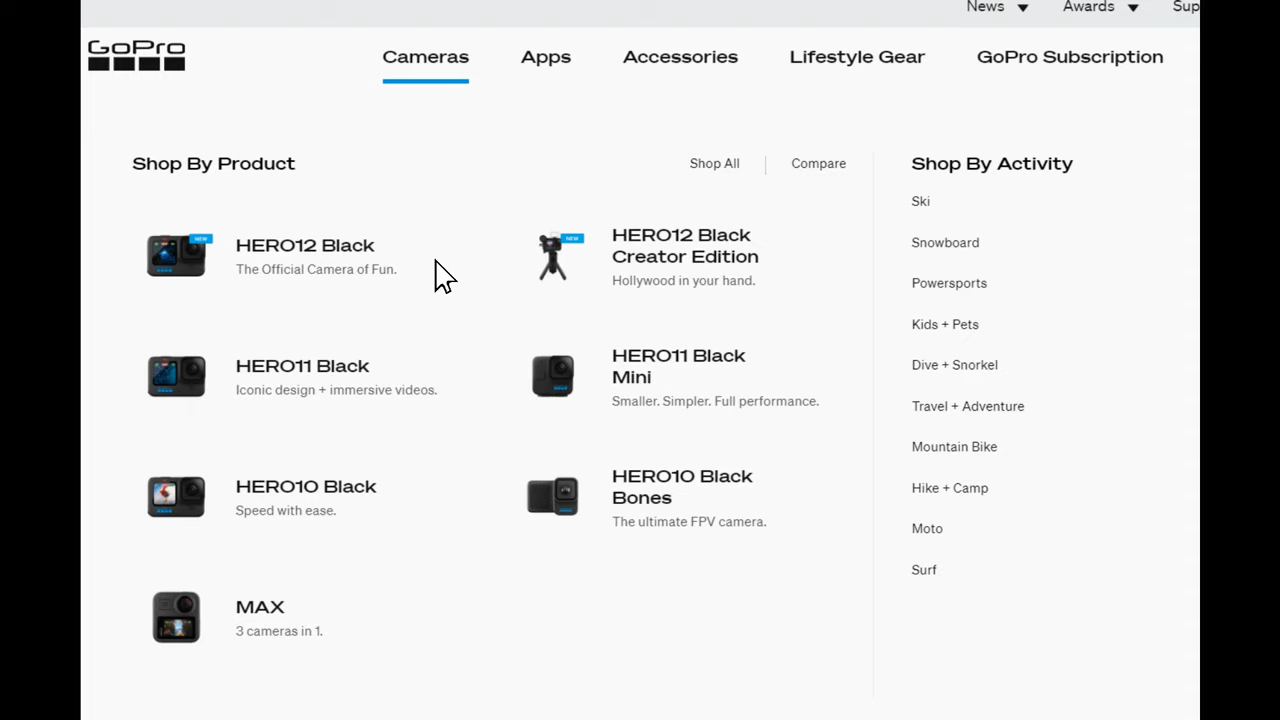 News
Awards
Sup
GoPro
Cameras
Apps
Accessories
Lifestyle Gear
GoPro Subscription
Shop By Product
Shop All
Compare
NEW
HERO12 Black
The Official Camera of Fun.
NEW
HERO12 Black
Creator Edition
Hollywood in your hand.
HERO11 Black
Iconic design + immersive videos.
HERO11 Black
Mini
Smaller. Simpler. Full performance.
HERO10 Black
Speed with ease.
HERO10 Black
Bones
The ultimate FPV camera.
MAX
3 cameras in 1.
Shop By Activity
Ski
Snowboard
Powersports
Kids + Pets
Dive + Snorkel
Travel + Adventure
Mountain Bike
Hike + Camp
Moto
Surf